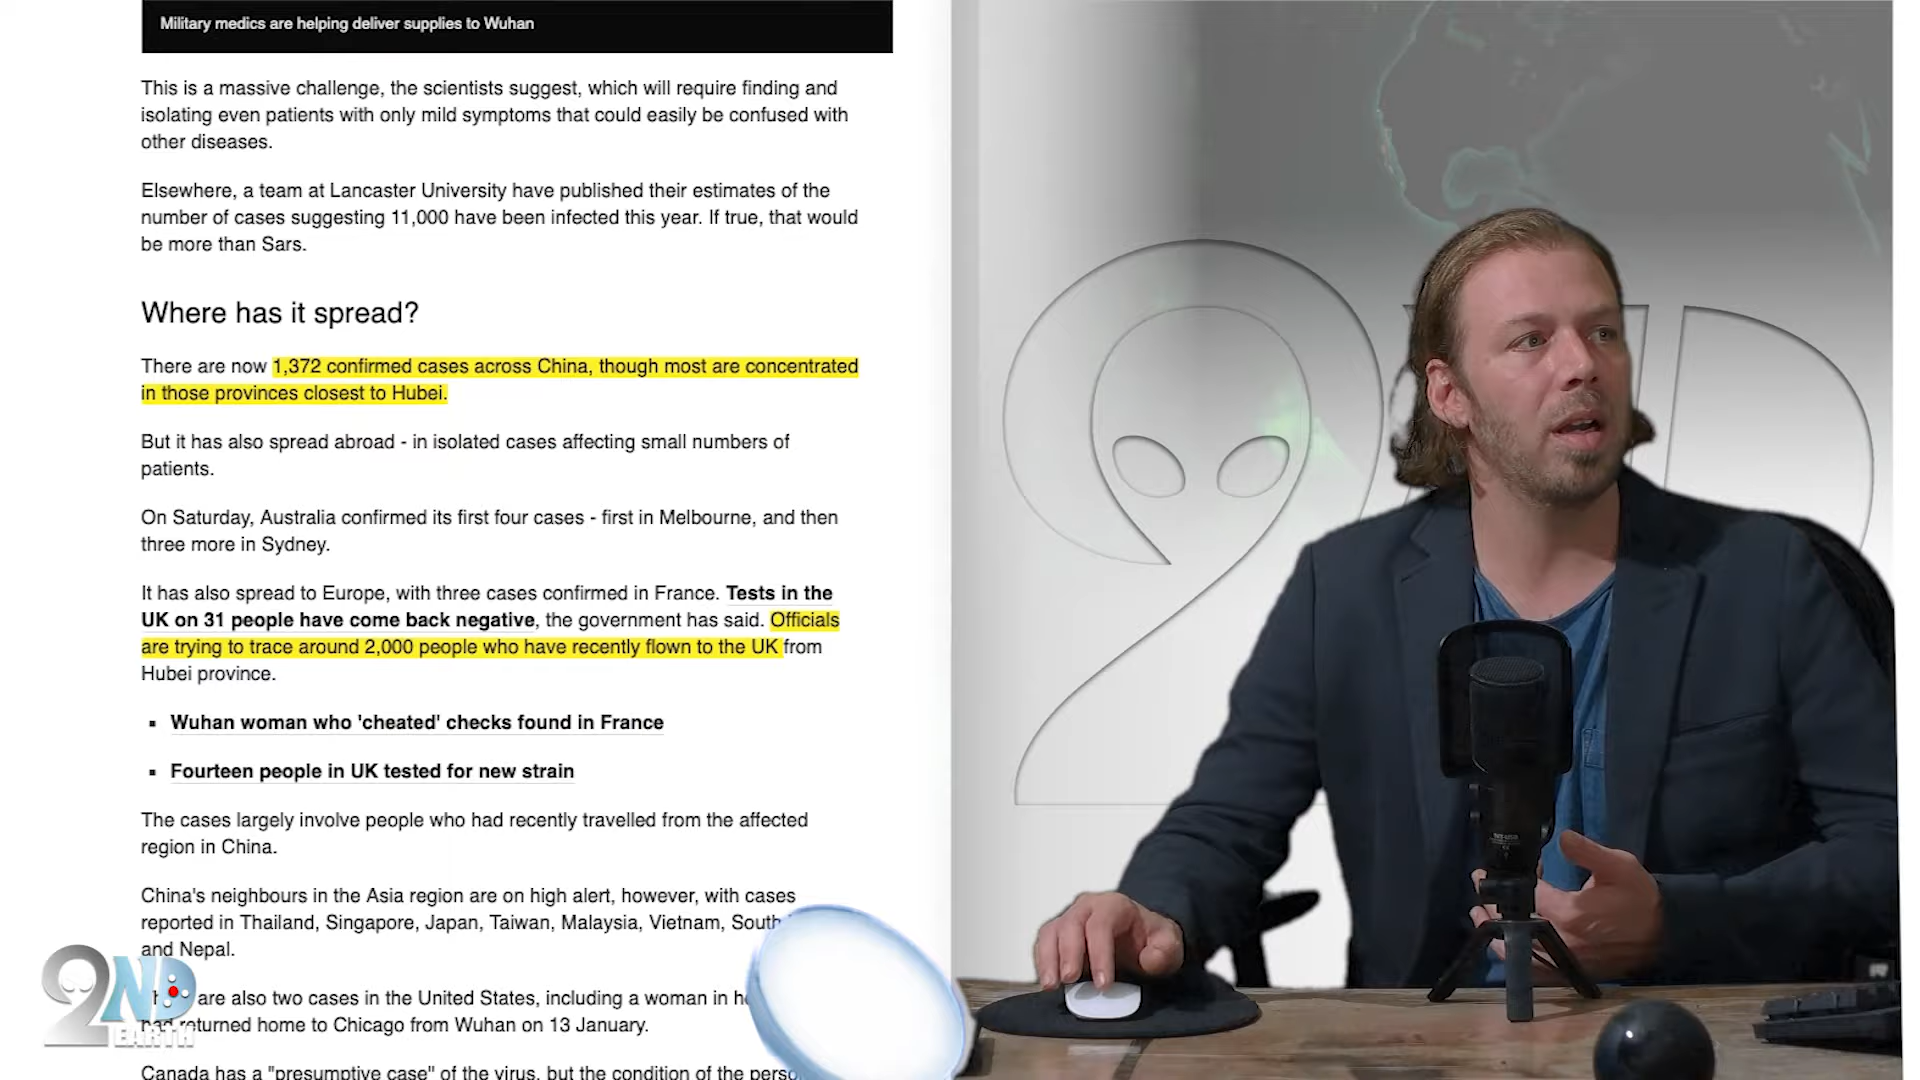 Military medics are helping deliver supplies to Wuhan
This is a massive challenge, the scientists suggest, which will require finding and
isolating even patients with only mild symptoms that could easily be confused with
other diseases.
Elsewhere, a team at Lancaster University have published their estimates of the
number of cases suggesting 11,000 have been infected this year. If true, that would
be more than Sars.
Where has it spread?
There are now 1,372 confirmed cases across China, though most are concentrated
in those provinces closest to Hubei.
But it has also spread abroad - in isolated cases affecting small numbers of
patients.
On Saturday, Australia confirmed its first four cases - first in Melbourne, and then
three more in Sydney.
It has also spread to Europe, with three cases confirmed in France. Tests in the
UK on 31 people have come back negative, the government has said. Officials
are trying to trace around 2,000 people who have recently flown to the UK from
Hubei province.
▪ Wuhan woman who 'cheated' checks found in France
▪ Fourteen people in UK tested for new strain
The cases largely involve people who had recently travelled from the affected
region in China.
China's neighbours in the Asia region are on high alert, however, with cases
reported in Thailand, Singapore, Japan, Taiwan, Malaysia, Vietnam, South
and Nepal.
are also two cases in the United States, including a woman in
had returned home to Chicago from Wuhan on 13 January.
Canada has a "presumptive case" of the virus, but the condition of the
2ND
EARTH
2ND